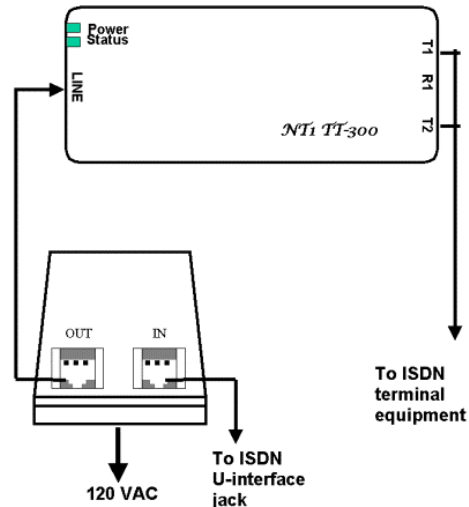 Power
Status
LINE
T1
R1
T2
NT1 TT-300
OUT
IN
To ISDN
terminal
equipment
To ISDN
U-interface
jack
120 VAC